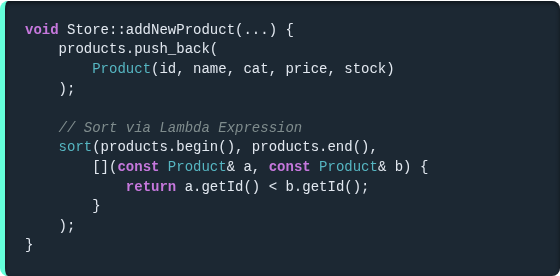 void Store::addNewProduct(...) {
    products.push_back(
        Product(id, name, cat, price, stock)
    );

    // Sort via Lambda Expression
    sort(products.begin(), products.end(),
        [](const Product& a, const Product& b) {
            return a.getId() < b.getId();
        }
    );
}